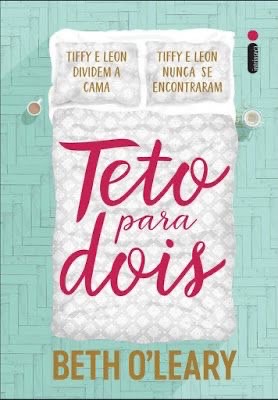 TIFFY E LEON
DIVIDEM A
CAMA
TIFFY E LEON
NUNCA SE
ENCONTRARAM
Teto
para
dois
BETH O'LEARY